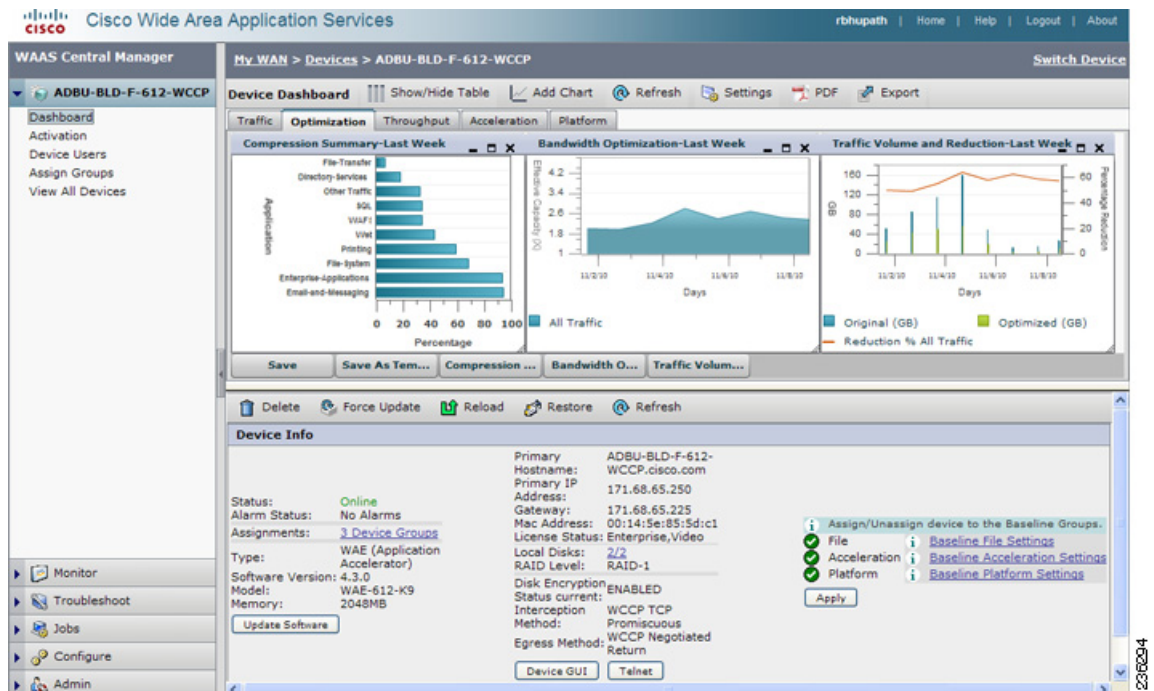 CISCO
Cisco Wide Area Application Services
rbhupath | Home | Help | Logout | About
WAAS Central Manager
ADBU-BLD-F-612-WCCP
Dashboard
Activation
Device Users
Assign Groups
View All Devices
Monitor
Troubleshoot
Jobs
Configure
Admin
My WAN > Devices > ADBU-BLD-F-612-WCCP
Switch Device
Device Dashboard Show/Hide Table Add Chart Refresh Settings PDF Export
Traffic Optimization Throughput Acceleration Platform
Compression Summary-Last Week
Application
File-Transfer
Directory-Services
Other Traffic
SQL
WAFS
Web
Printing
File-System
Enterprise-Applications
Email-and-Messaging
0 20 40 60 80 100
Percentage
Bandwidth Optimization-Last Week
Effective Capacity (X)
4.2
3.4
2.6
1.8
1
11/2/10 11/4/10 11/6/10 11/8/10
Days
All Traffic
Traffic Volume and Reduction-Last Week
GB
160
120
80
40
0
60
40
20
0
Percentage Reduction
11/2/10 11/4/10 11/6/10 11/8/10
Days
Original (GB) Optimized (GB)
Reduction % All Traffic
Save Save As Tem... Compression ... Bandwidth O... Traffic Volum...
Delete Force Update Reload Restore Refresh
Device Info
Status: Online
Alarm Status: No Alarms
Assignments: 3 Device Groups
Type: WAE (Application
Accelerator)
Software Version: 4.3.0
Model: WAE-612-K9
Memory: 2048MB
Update Software
Primary Hostname: ADBU-BLD-F-612-
WCCP.cisco.com
Primary IP
Address: 171.68.65.250
Gateway: 171.68.65.225
Mac Address: 00:14:5e:85:5d:c1
License Status: Enterprise,Video
Local Disks: 2/2
RAID Level: RAID-1
Disk Encryption
Status current: ENABLED
Interception Method: WCCP TCP
Promiscuous
Egress Method: WCCP Negotiated
Return
Device GUI Telnet
Assign/Unassign device to the Baseline Groups.
File Baseline File Settings
Acceleration Baseline Acceleration Settings
Platform Baseline Platform Settings
Apply
236294